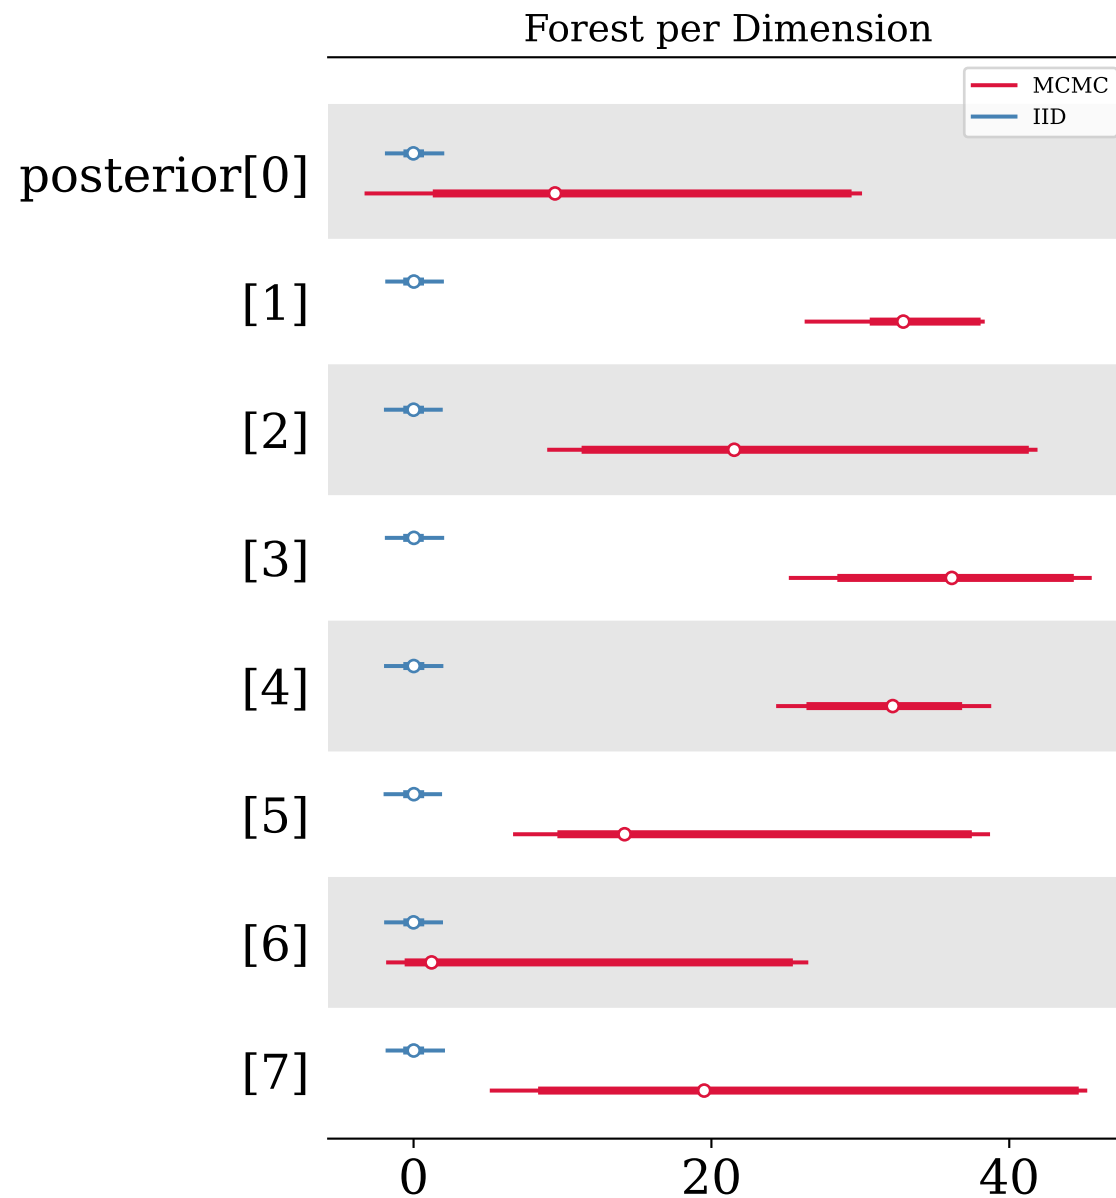 Forest per Dimension
MCMC
IID
posterior[0]
[1]
[2]
[3]
[4]
[5]
[6]
[7]
0 20 40